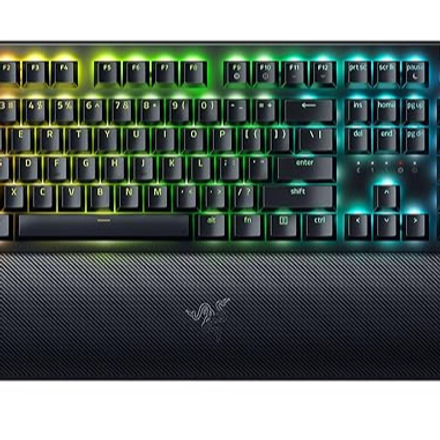 F2 F3 F4 F5 F6 F7 F8 F9 F10 F11 F12 prt sc scr lk pause
3 # 4 $ 5 % 6 ^ 7 & 8 * 9 ( 0 ) - _ + = ins home pg up
E R T Y U I O P [ { ] } \ | del end pg dn
D F G H J K L ; : ' " enter
X C V B N M , < . > / ? shift
alt fn ctrl